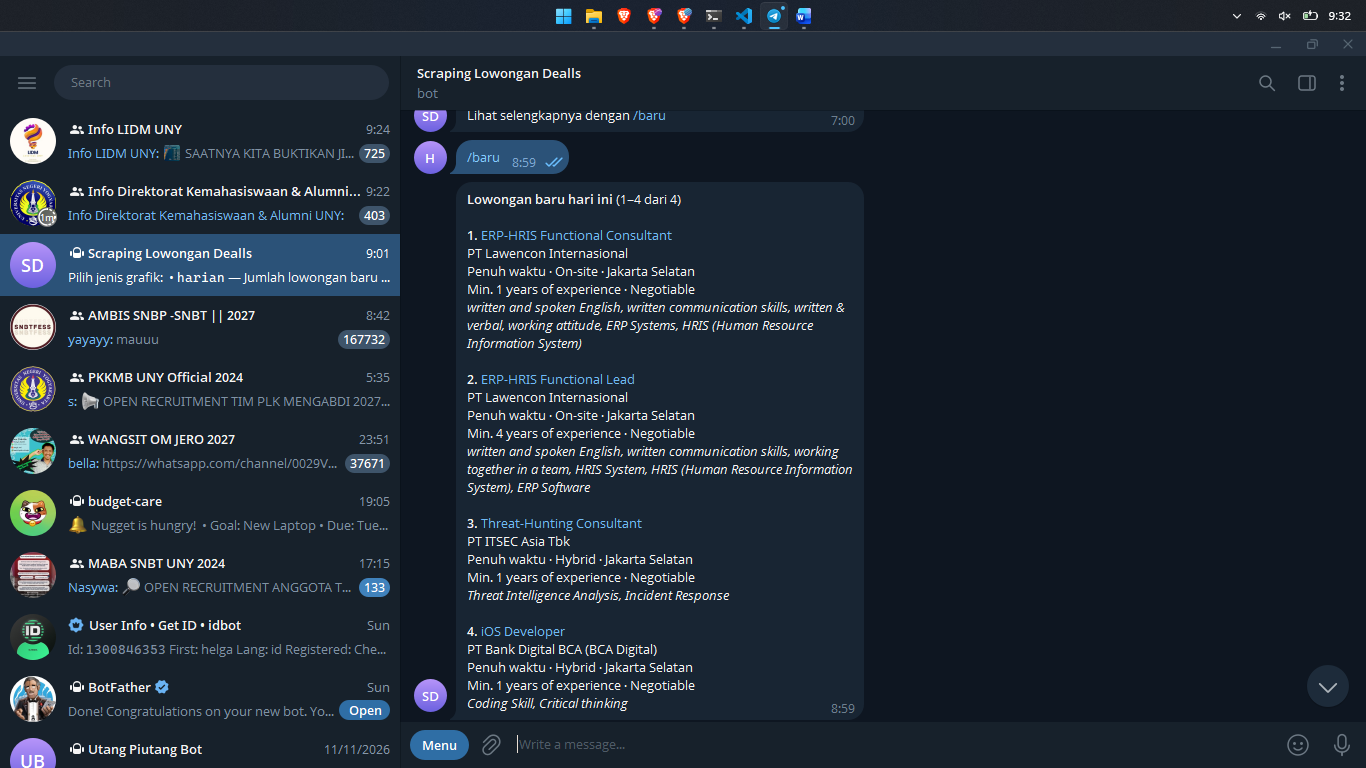 9:32
Search
Info LIDM UNY 9:24
Info LIDM UNY: SAATNYA KITA BUKTIKAN JI... 725
Info Direktorat Kemahasiswaan & Alumni... 9:22
Info Direktorat Kemahasiswaan & Alumni UNY: 403
1m
SD
Scraping Lowongan Dealls 9:01
Pilih jenis grafik: • harian — Jumlah lowongan baru ...
SNBTFESS
AMBIS SNBP -SNBT || 2027 8:42
yayayy: mauuu 167732
PKKMB UNY Official 2024 5:35
s: OPEN RECRUITMENT TIM PLK MENGABDI 2027...
WANGSIT OM JERO 2027 23:51
bella: https://whatsapp.com/channel/0029V... 37671
budget-care 19:05
Nugget is hungry! • Goal: New Laptop • Due: Tue...
MABA SNBT UNY 2024 17:15
Nasywa: OPEN RECRUITMENT ANGGOTA T... 133
ID
User Info • Get ID • idbot Sun
Id: 1300846353 First: helga Lang: id Registered: Che...
BotFather Sun
Done! Congratulations on your new bot. Yo... Open
UB
Utang Piutang Bot 11/11/2026
Scraping Lowongan Dealls
bot
SD
Lihat selengkapnya dengan /baru 7:00
H
/baru 8:59
Lowongan baru hari ini (1–4 dari 4)
1. ERP-HRIS Functional Consultant
PT Lawencon Internasional
Penuh waktu · On-site · Jakarta Selatan
Min. 1 years of experience · Negotiable
written and spoken English, written communication skills, written &
verbal, working attitude, ERP Systems, HRIS (Human Resource
Information System)
2. ERP-HRIS Functional Lead
PT Lawencon Internasional
Penuh waktu · On-site · Jakarta Selatan
Min. 4 years of experience · Negotiable
written and spoken English, written communication skills, working
together in a team, HRIS System, HRIS (Human Resource Information
System), ERP Software
3. Threat-Hunting Consultant
PT ITSEC Asia Tbk
Penuh waktu · Hybrid · Jakarta Selatan
Min. 1 years of experience · Negotiable
Threat Intelligence Analysis, Incident Response
4. iOS Developer
PT Bank Digital BCA (BCA Digital)
Penuh waktu · Hybrid · Jakarta Selatan
Min. 1 years of experience · Negotiable
Coding Skill, Critical thinking
8:59
SD
Menu
Write a message...